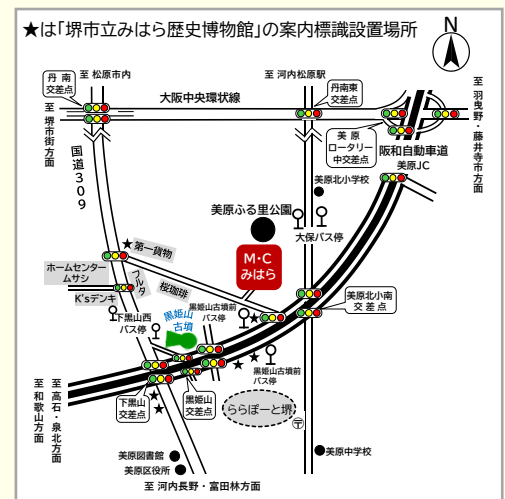 ★は「堺市立みはら歴史博物館」の案内標識設置場所
N
至 松原市内
至 河内松原駅
丹 南
交差点
丹南東
交差点
大阪中央環状線
至 羽曳野・藤井寺市方面
至 堺市街方面
国道309
美 原
ロータリー
中交差点
阪和自動車道
美原JC
美原北小学校
美原ふる里公園
大保バス停
★第一貨物
M・C
みはら
ホームセンター
ムサシ
フルタ
K'sデンキ
桜珈琲
美原北小南
交 差 点
下黒山西
バス停
黒姫山
古墳
黒姫山古墳前
バス停
★
★
★
黒姫山古墳前
バス停
至 和歌山方面
至 高石・泉北方面
下黒山
交差点
★
★
黒姫山
交差点
ららぽーと堺
〒
美原図書館
美原区役所
美原中学校
至 河内長野・富田林方面